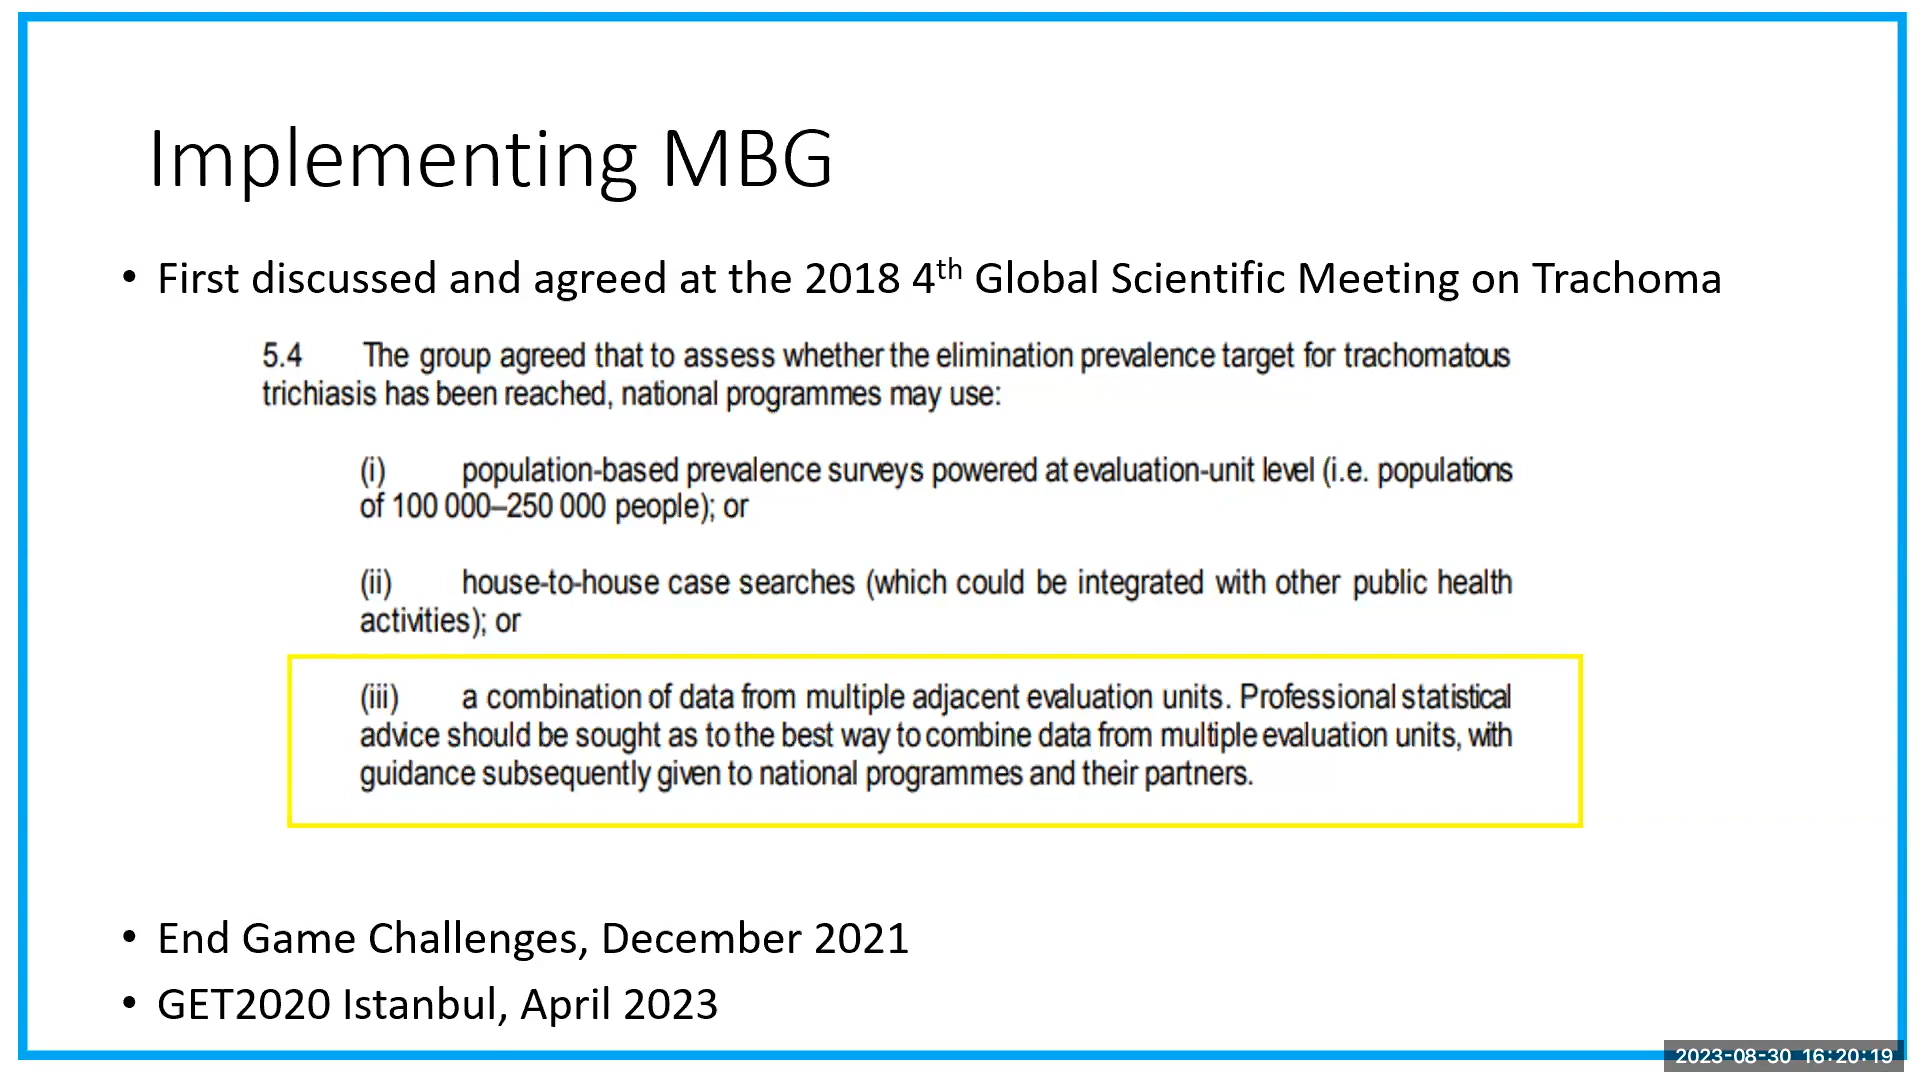 Implementing MBG
• First discussed and agreed at the 2018 4th Global Scientific Meeting on Trachoma
5.4 The group agreed that to assess whether the elimination prevalence target for trachomatous
trichiasis has been reached, national programmes may use:
(i) population-based prevalence surveys powered at evaluation-unit level (i.e. populations
of 100 000–250 000 people); or
(ii) house-to-house case searches (which could be integrated with other public health
activities); or
(iii) a combination of data from multiple adjacent evaluation units. Professional statistical
advice should be sought as to the best way to combine data from multiple evaluation units, with
guidance subsequently given to national programmes and their partners.
• End Game Challenges, December 2021
• GET2020 Istanbul, April 2023
2023-08-30 16:20:19